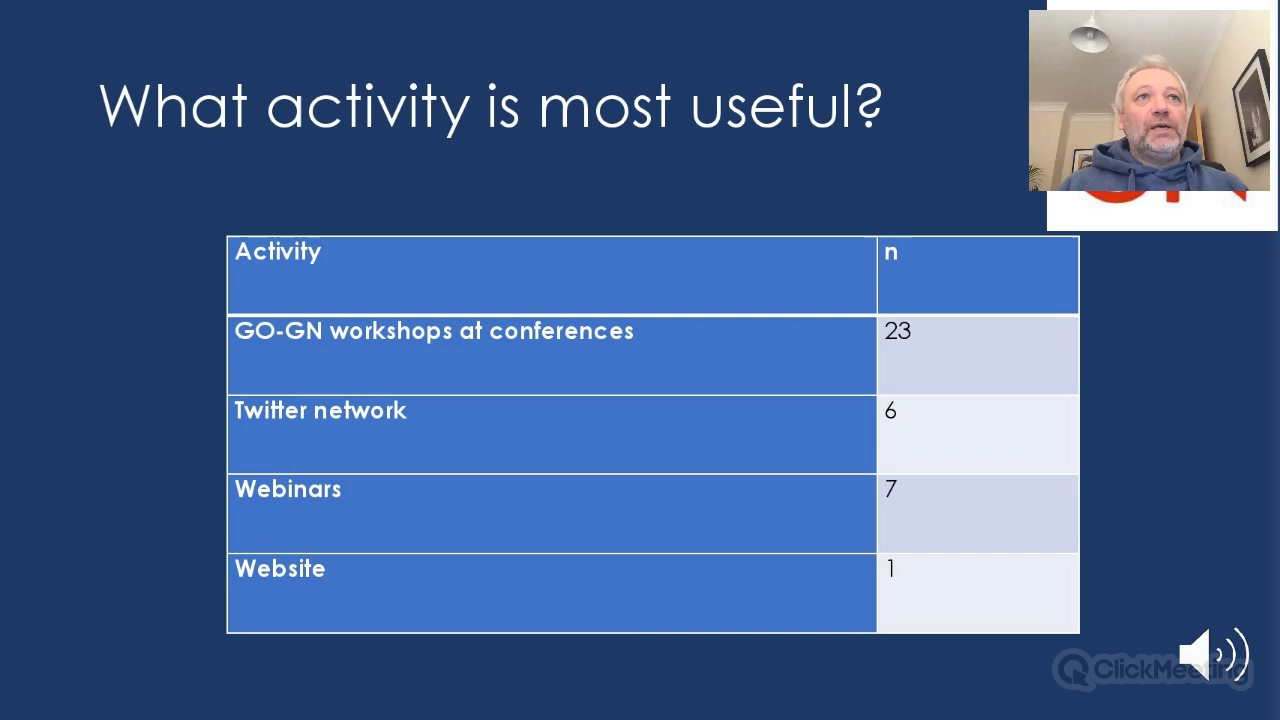 What activity is most useful?
Activity n
GO-GN workshops at conferences 23
Twitter network 6
Webinars 7
Website 1
ClickMeeting